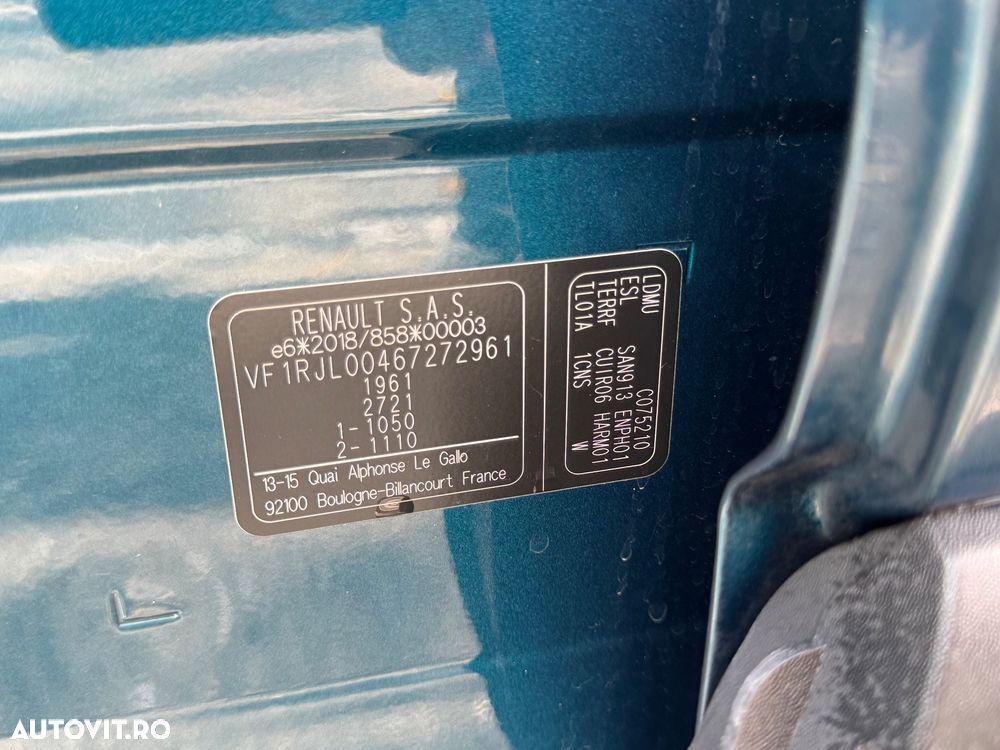 RENAULT S.A.S.
e6*2018/858*00003
VF1RJL00467272961
1961
2721
1-1050
2-1110
13-15 Quai Alphonse Le Gallo
92100 Boulogne-Billancourt France
LDMU C075210
ESL SAN913 ENPH01
TERRF CUIR06 HARM01
TL01A 1CNS W
AUTOVIT.RO